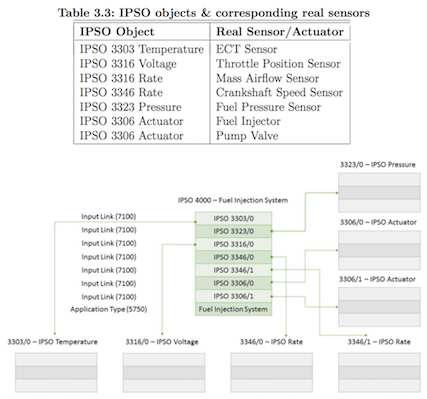 Table 3.3: IPSO objects & corresponding real sensors
IPSO Object Real Sensor/Actuator
IPSO 3303 Temperature ECT Sensor
IPSO 3316 Voltage Throttle Position Sensor
IPSO 3316 Rate Mass Airflow Sensor
IPSO 3346 Rate Crankshaft Speed Sensor
IPSO 3323 Pressure Fuel Pressure Sensor
IPSO 3306 Actuator Fuel Injector
IPSO 3306 Actuator Pump Valve
3323/0 – IPSO Pressure
IPSO 4000 – Fuel Injection System
Input Link (7100) IPSO 3303/0
Input Link (7100) IPSO 3323/0
3306/0 – IPSO Actuator
Input Link (7100) IPSO 3316/0
Input Link (7100) IPSO 3346/0
Input Link (7100) IPSO 3346/1
3306/1 – IPSO Actuator
Input Link (7100) IPSO 3306/0
Input Link (7100) IPSO 3306/1
Application Type (5750) Fuel Injection System
3303/0 – IPSO Temperature 3316/0 – IPSO Voltage 3346/0 – IPSO Rate 3346/1 – IPSO Rate